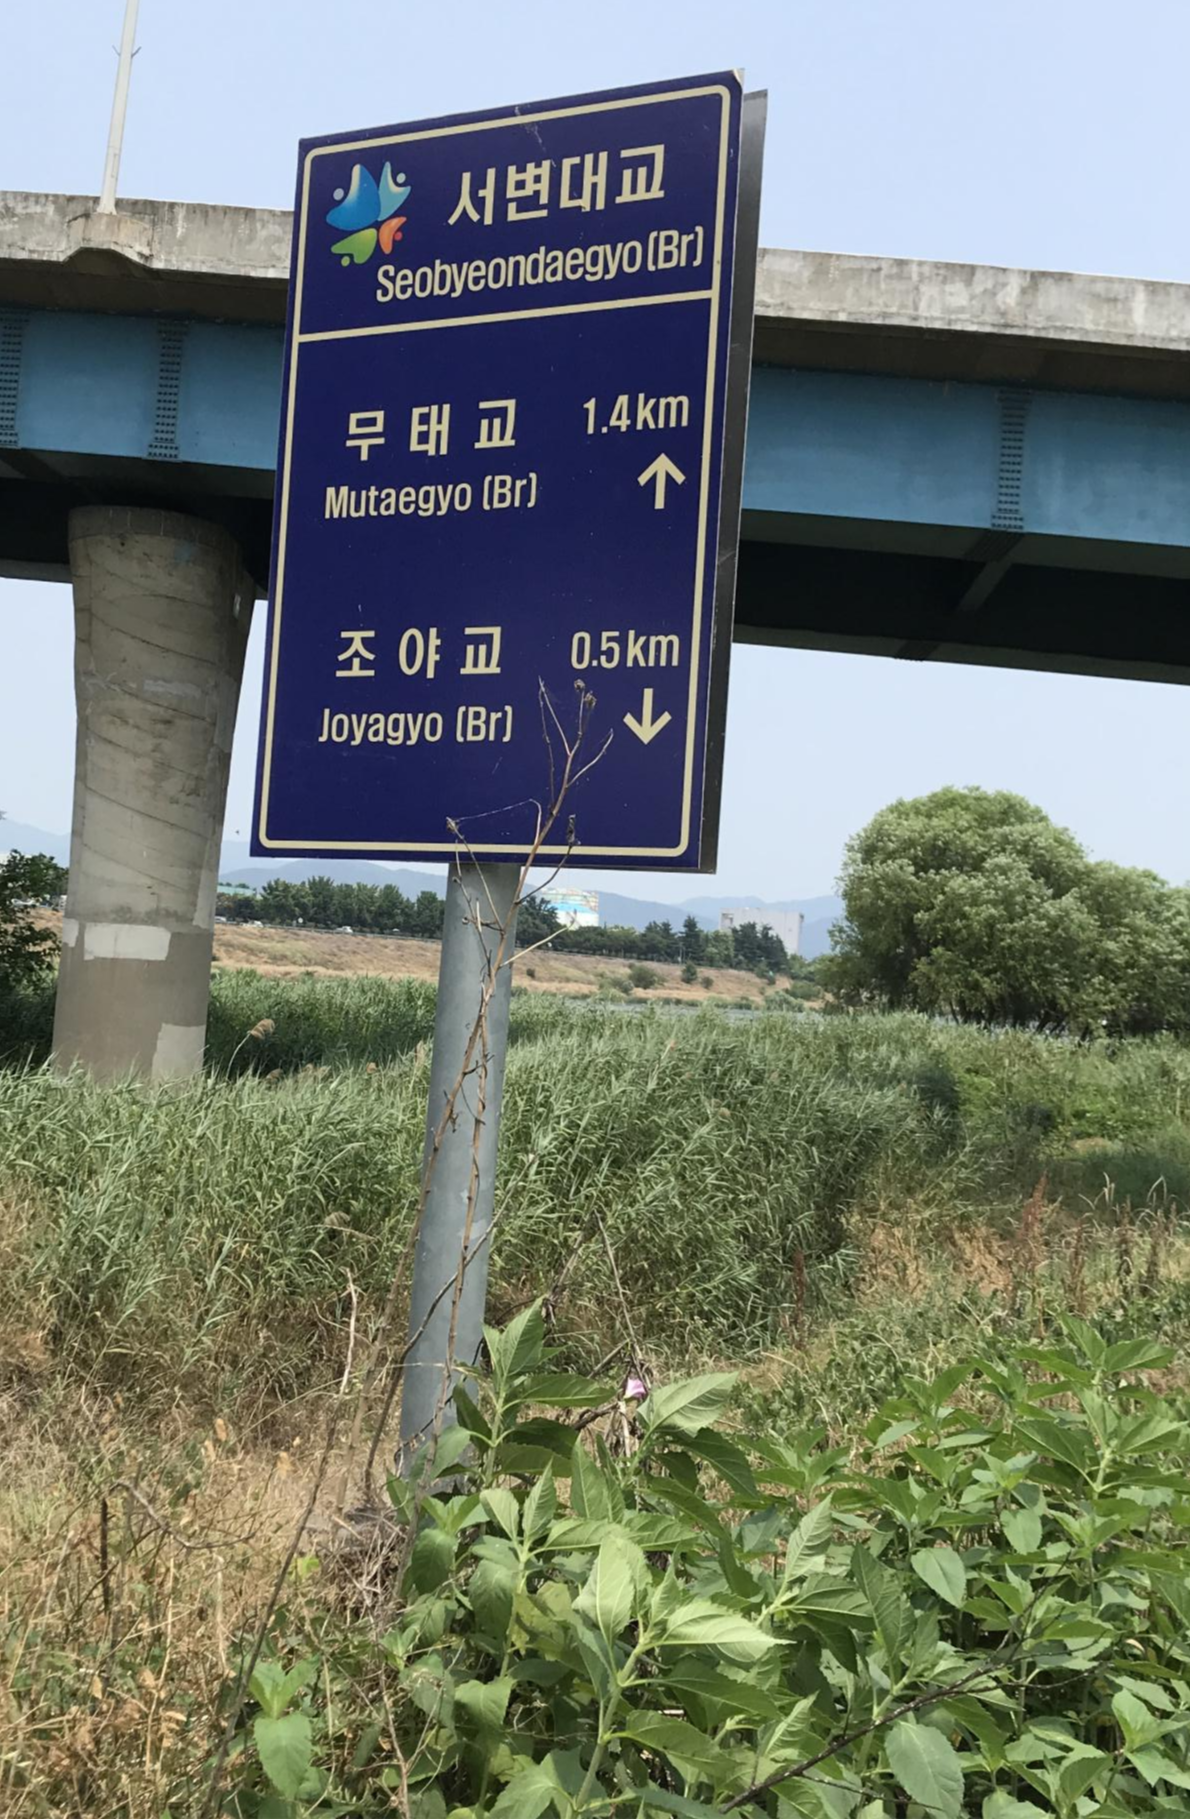 서변대교
Seobyeondaegyo (Br)
무태교 1.4km
Mutaegyo (Br) ↑
조야교 0.5km
Joyagyo (Br) ↓